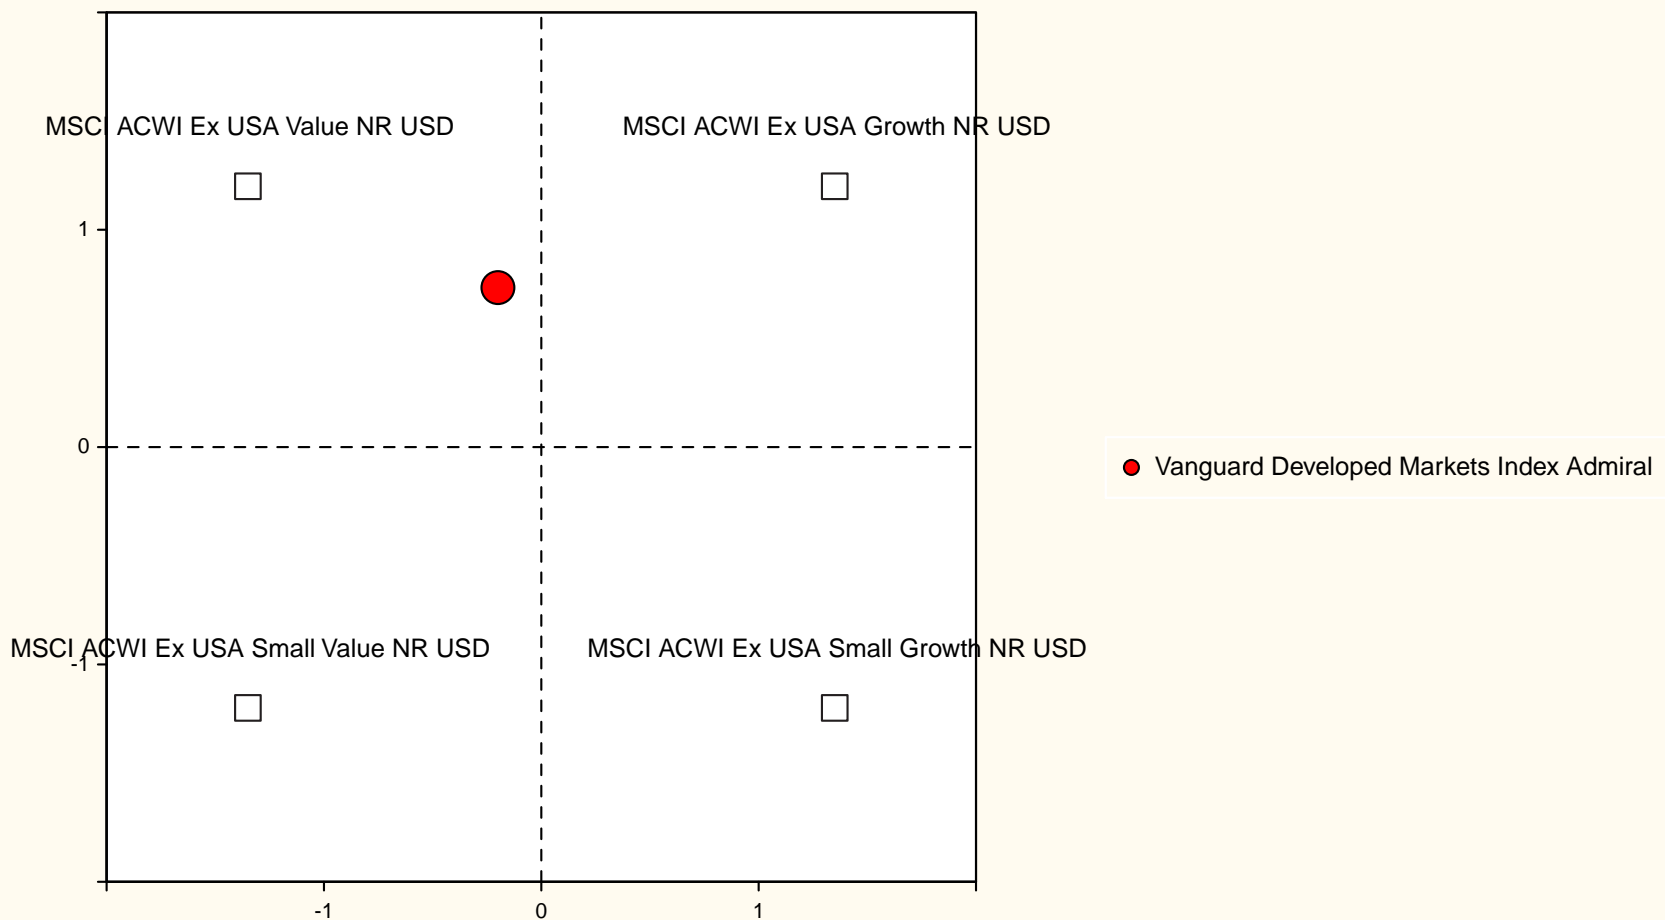 MSCI ACWI Ex USA Value NR USD
MSCI ACWI Ex USA Growth NR USD
1
0
Vanguard Developed Markets Index Admiral
MSCI ACWI Ex USA Small Value NR USD
MSCI ACWI Ex USA Small Growth NR USD
-1
-1
0
1